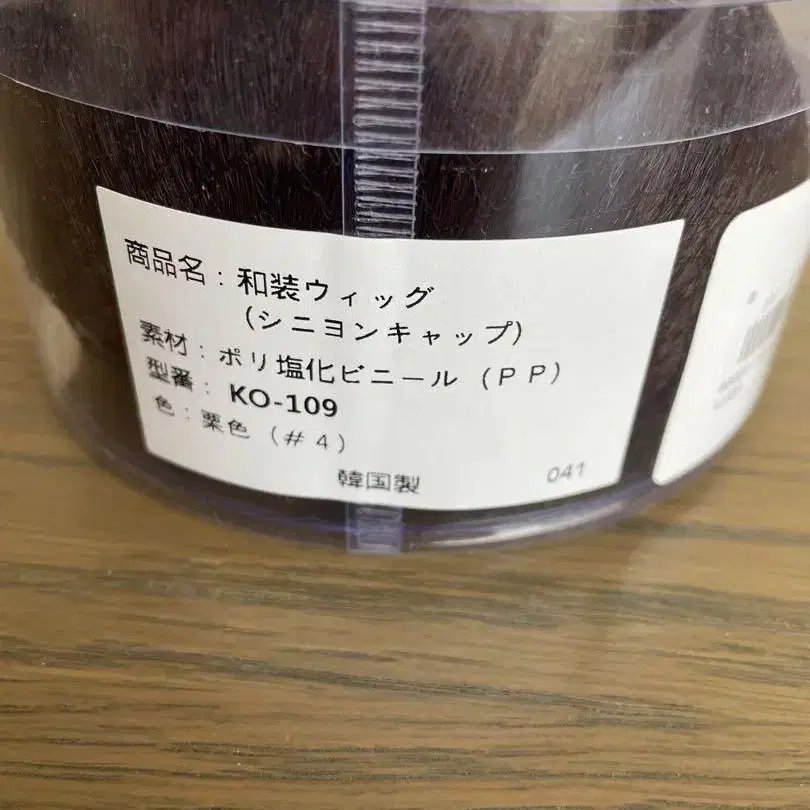 商品名：和装ウィッグ
（シニヨンキャップ）
素材：ポリ塩化ビニール（ＰＰ）
型番：KO-109
色：栗色（＃４）
韓国製 041